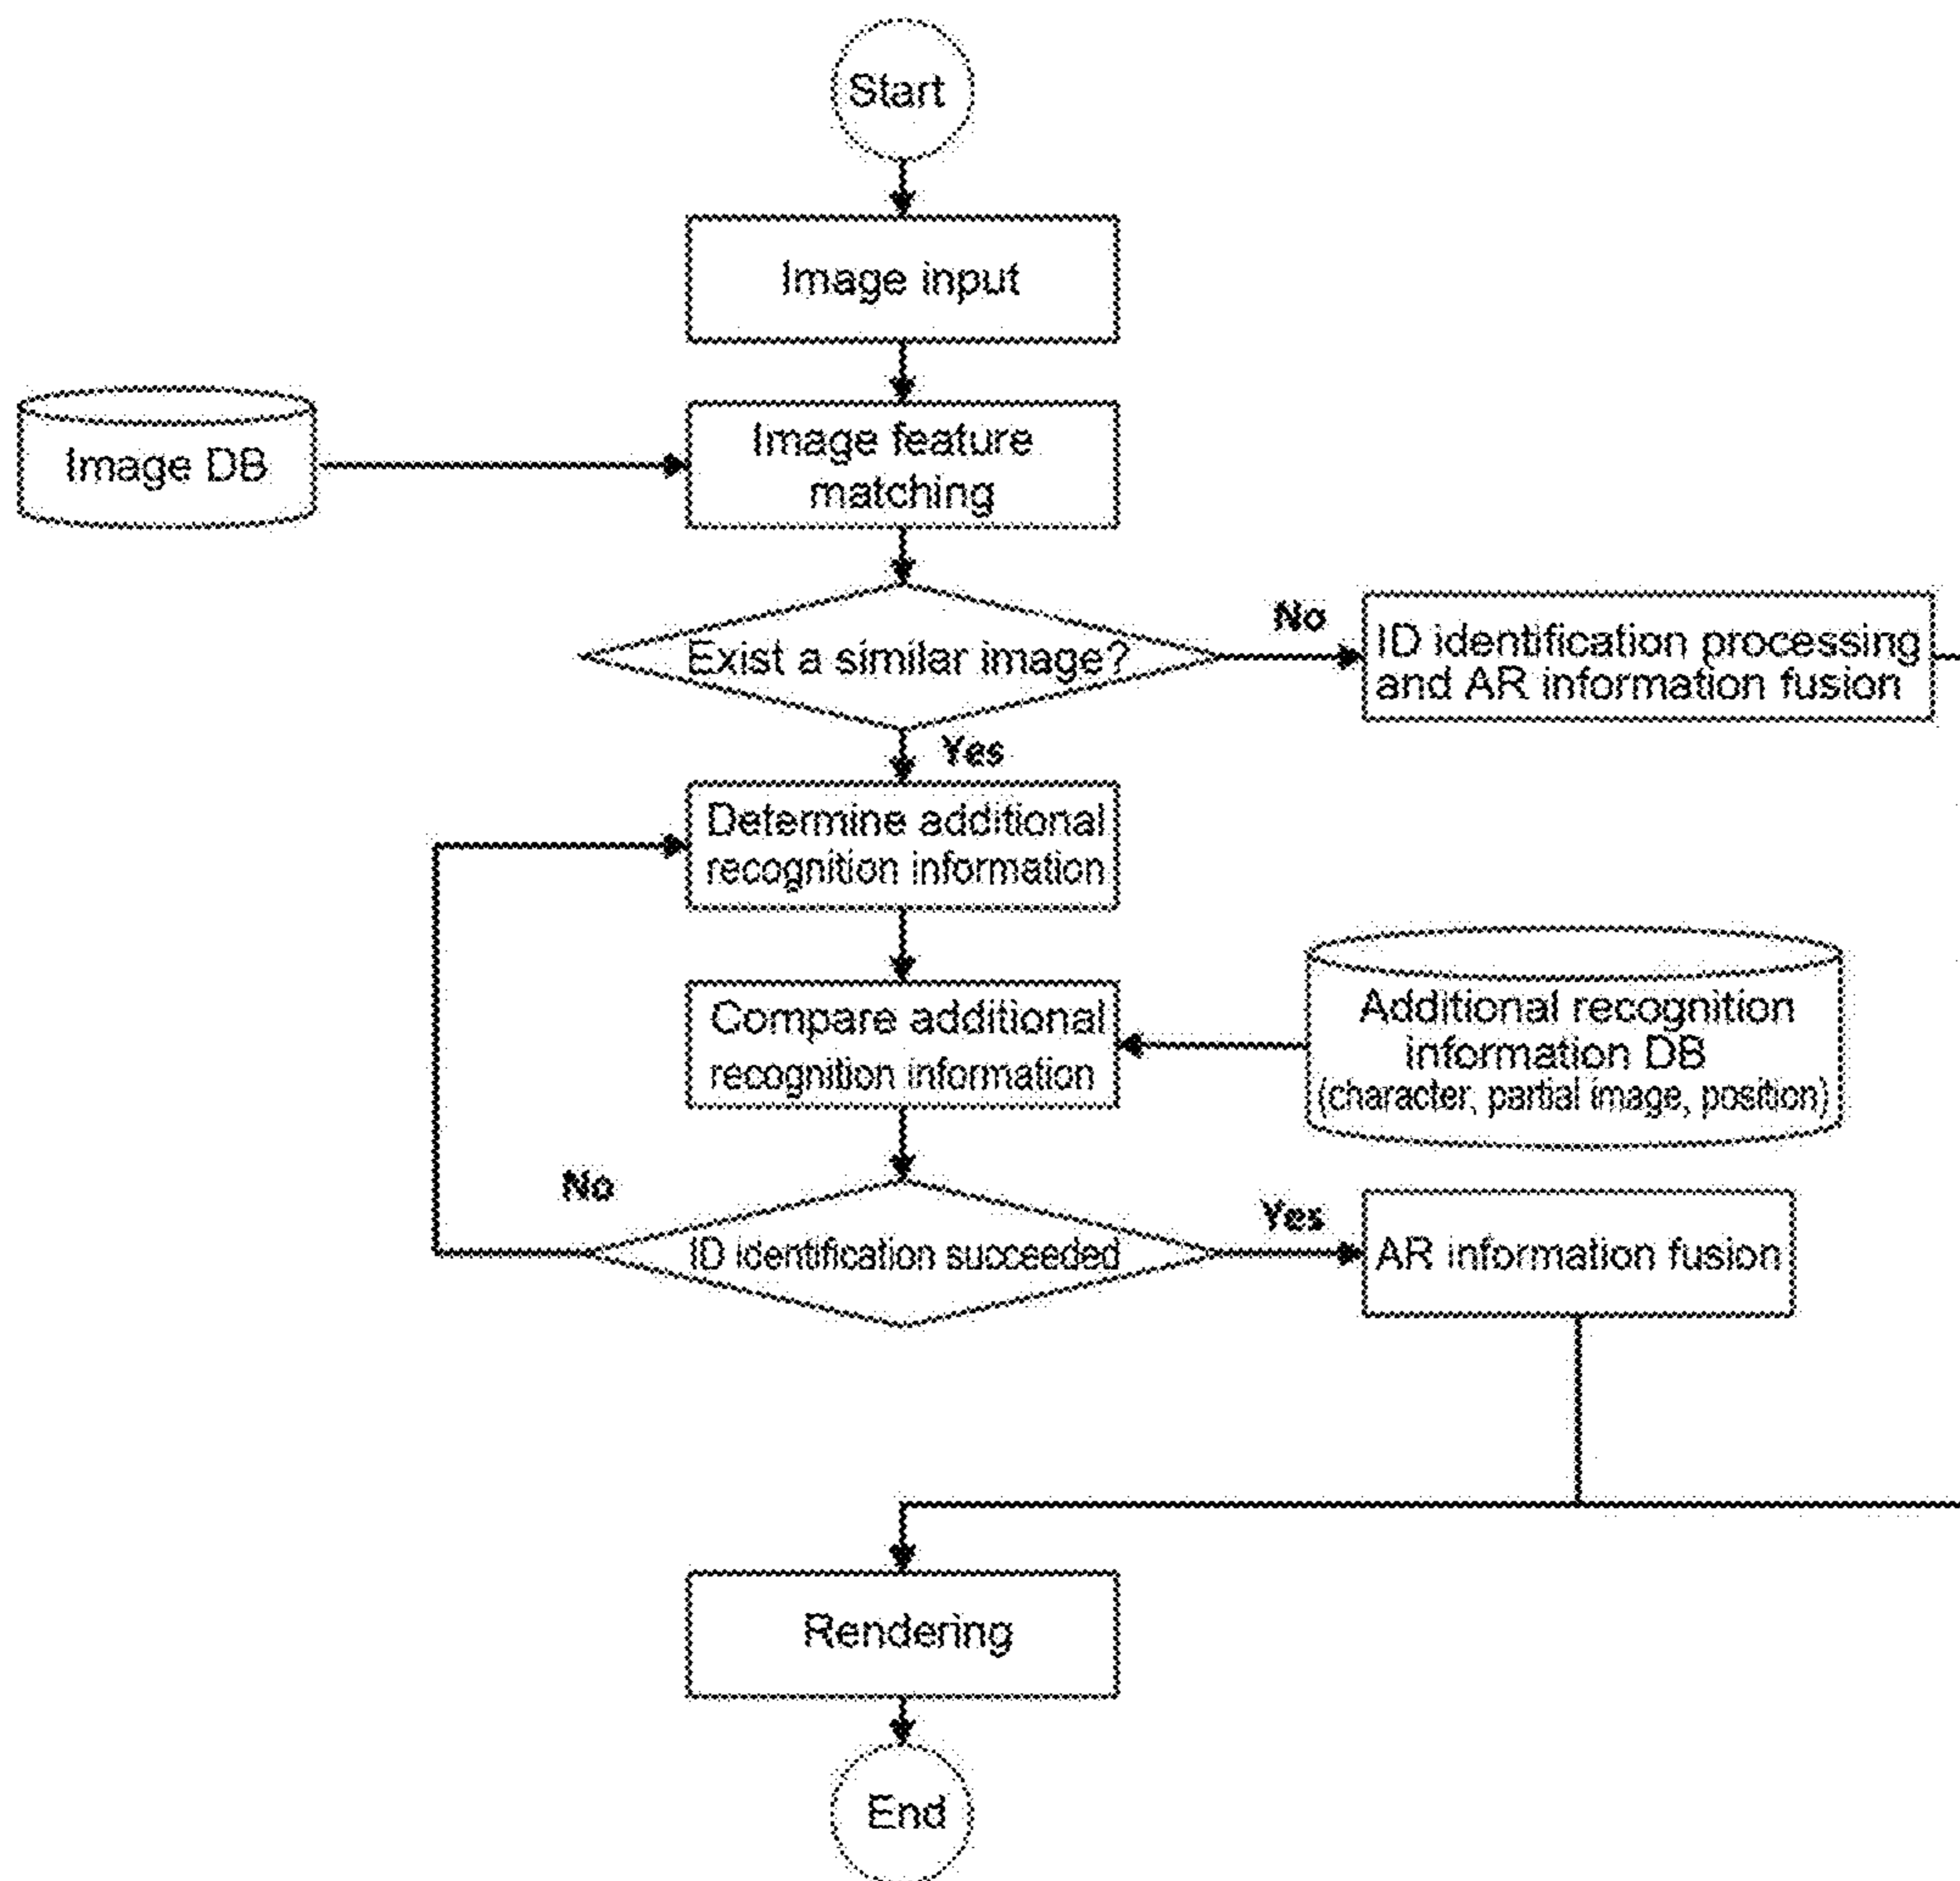 Start
Image input
Image DB
Image feature
matching
Exist a similar image?
No
ID identification processing
and AR information fusion
Yes
Determine additional
recognition information
Compare additional
recognition information
Additional recognition
information DB
(character, partial image, position)
No
ID identification succeeded
Yes
AR information fusion
Rendering
End